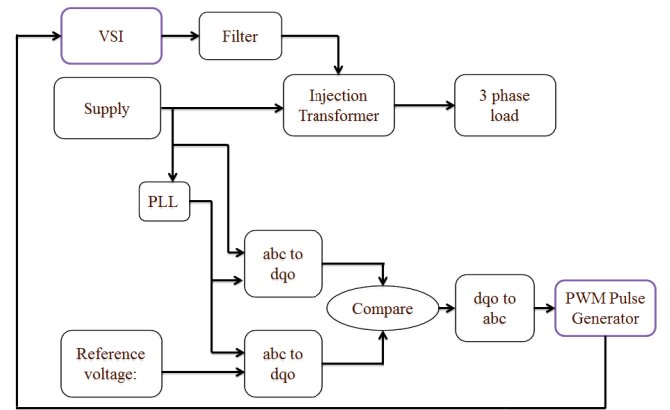 VSI
Filter
Supply
Injection
Transformer
3 phase
load
PLL
abc to
dqo
Compare
dqo to
abc
PWM Pulse
Generator
Reference
voltage:
abc to
dqo